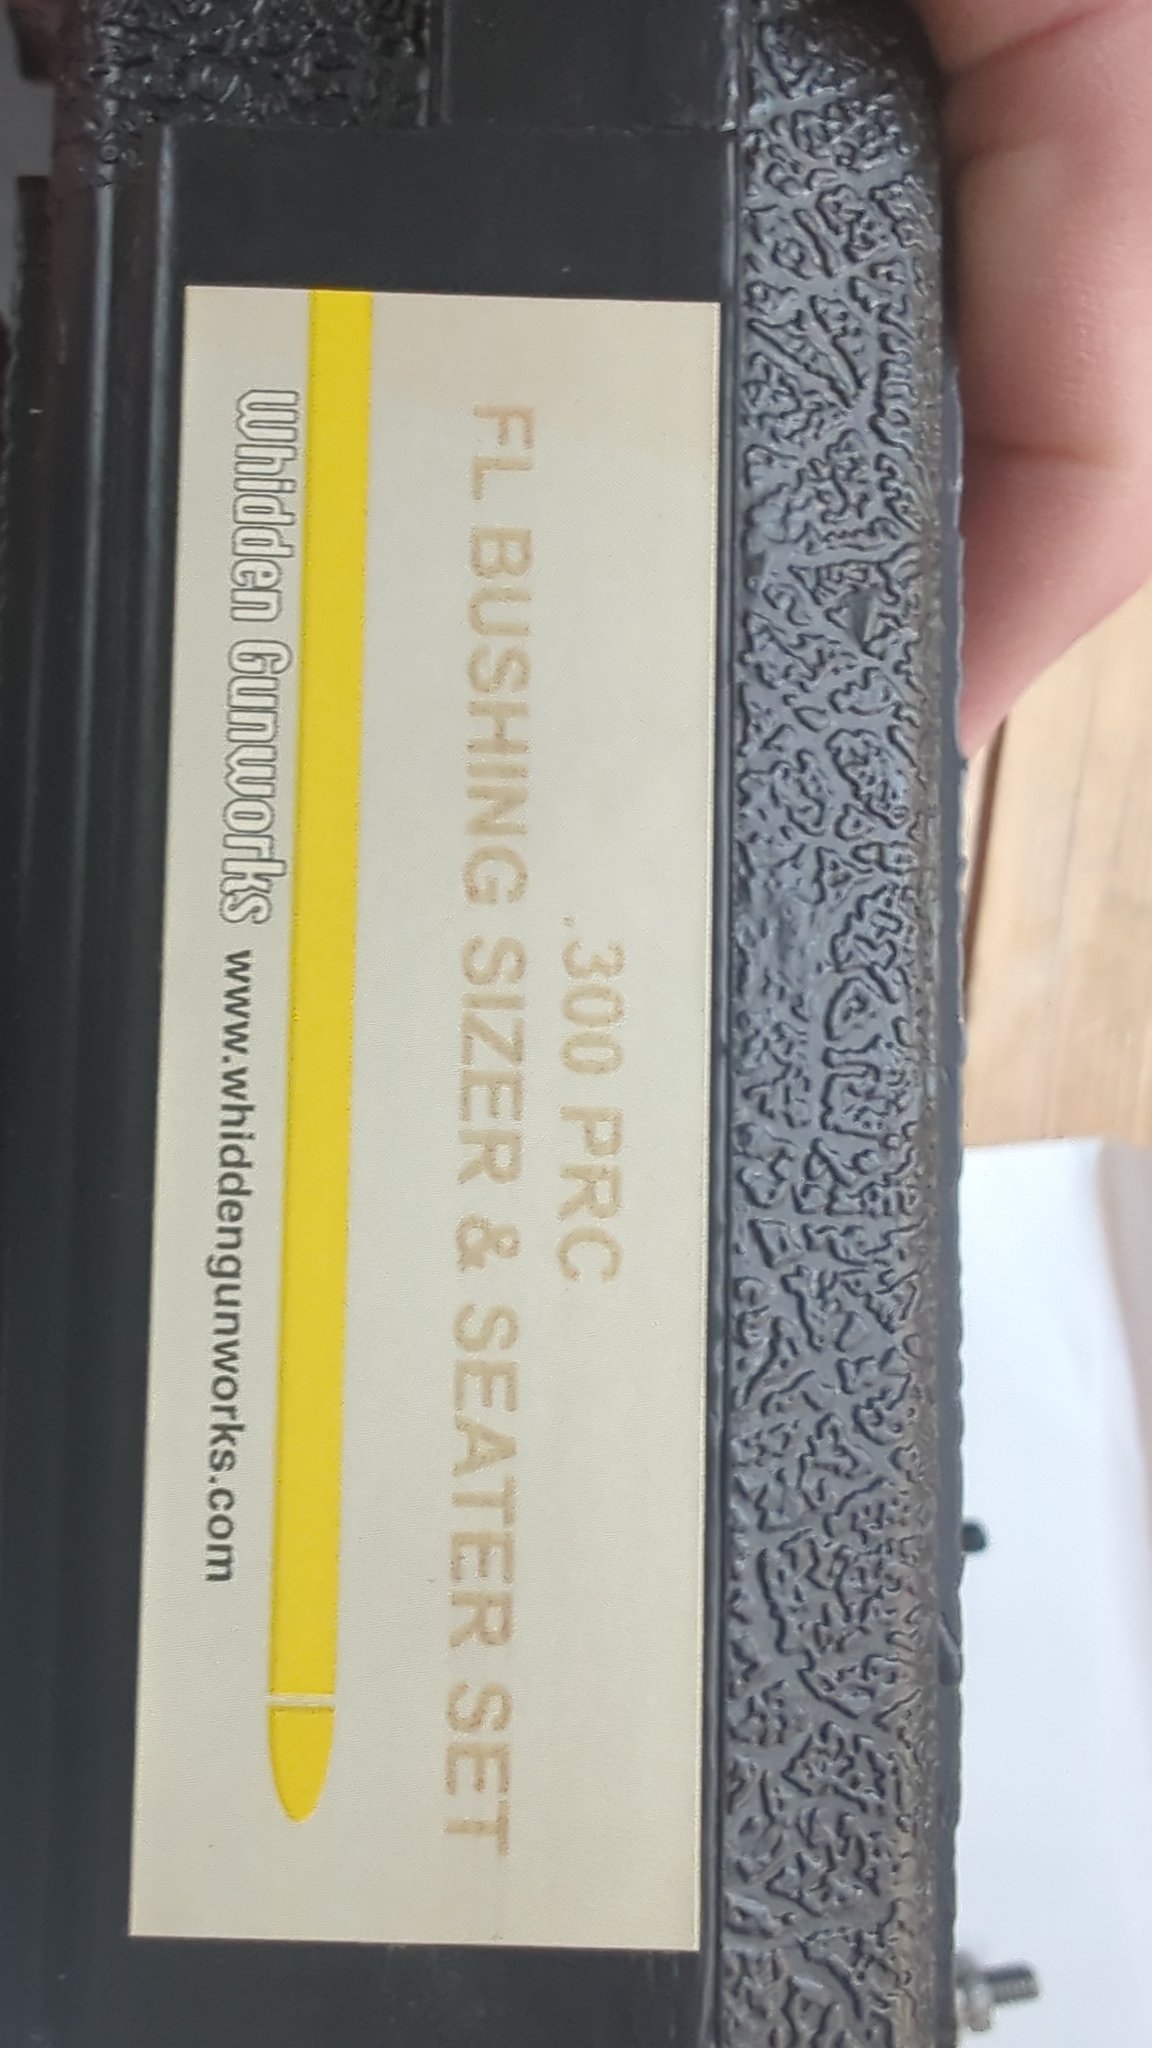 .300 PRC
FL BUSHING SIZER & SEATER SET
Whidden Gunworks www.whiddengunworks.com